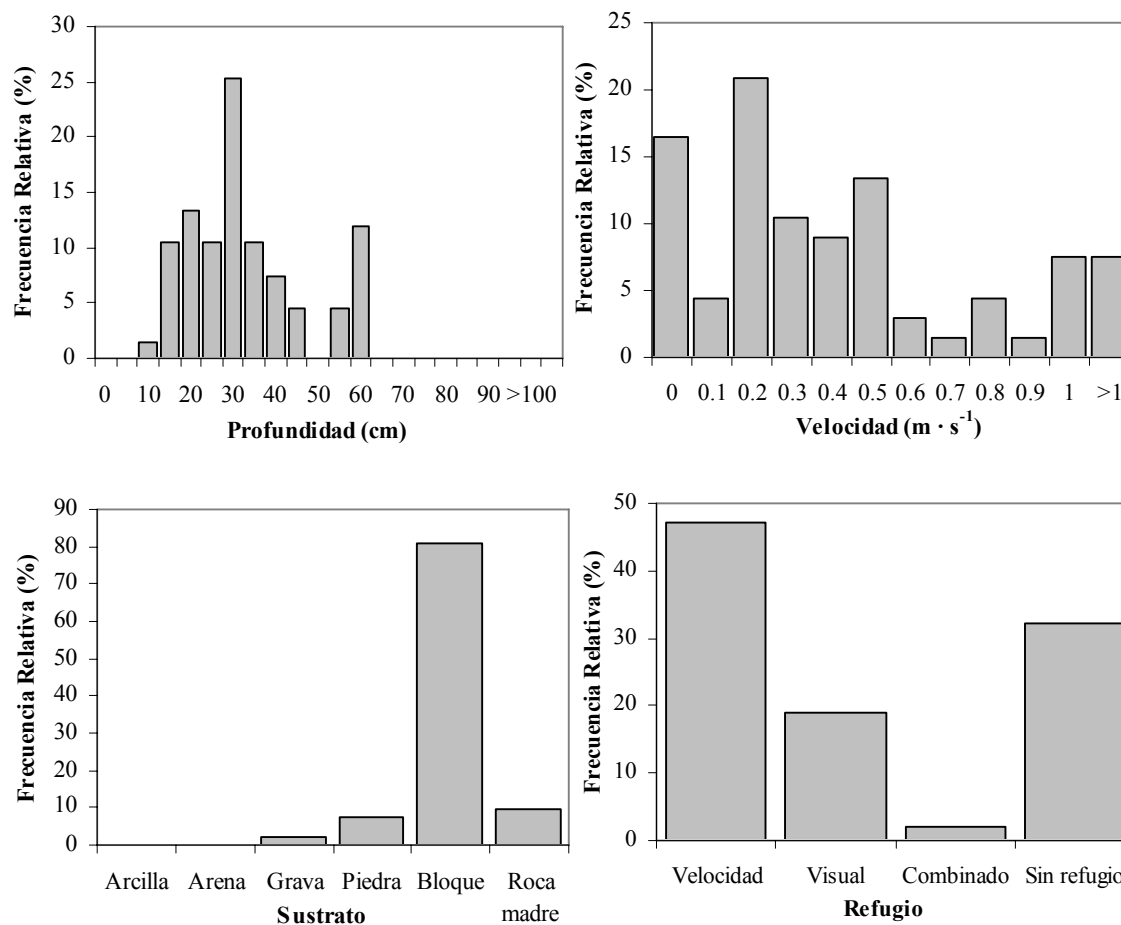 Frecuencia Relativa (%)
30
25
20
15
10
5
0
0 10 20 30 40 50 60 70 80 90 >100
Profundidad (cm)
Frecuencia Relativa (%)
25
20
15
10
5
0
0 0.1 0.2 0.3 0.4 0.5 0.6 0.7 0.8 0.9 1 >1
Velocidad (m · s⁻¹)
Frecuencia Relativa (%)
90
80
70
60
50
40
30
20
10
0
Arcilla Arena Grava Piedra Bloque Roca
madre
Sustrato
Frecuencia Relativa (%)
50
40
30
20
10
0
Velocidad Visual Combinado Sin refugio
Refugio